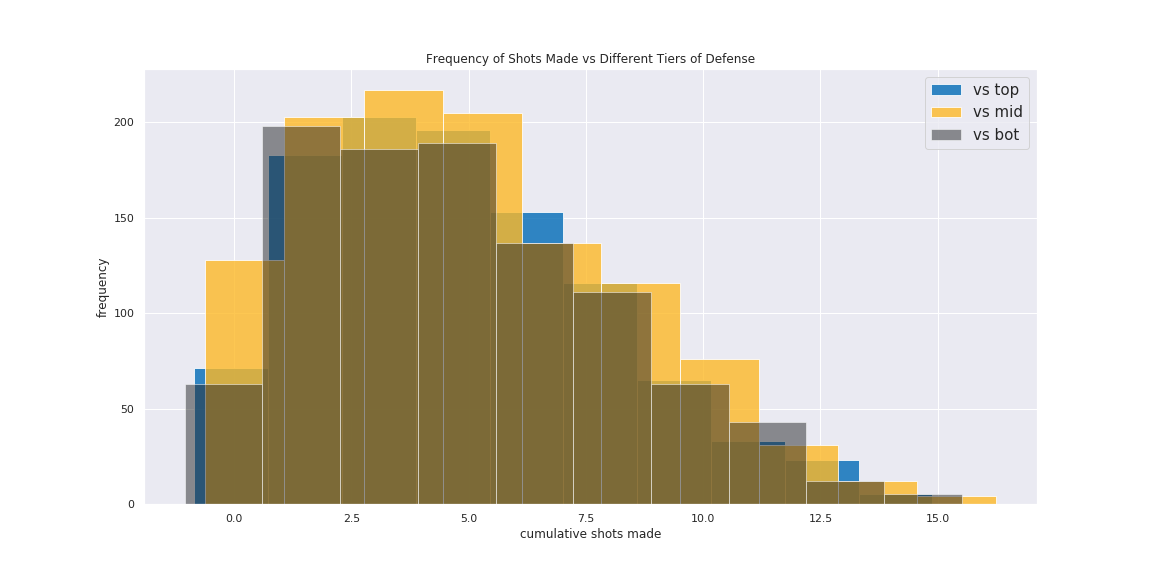 Frequency of Shots Made vs Different Tiers of Defense
vs top
vs mid
vs bot
frequency
200
150
100
50
0
0.0 2.5 5.0 7.5 10.0 12.5 15.0
cumulative shots made